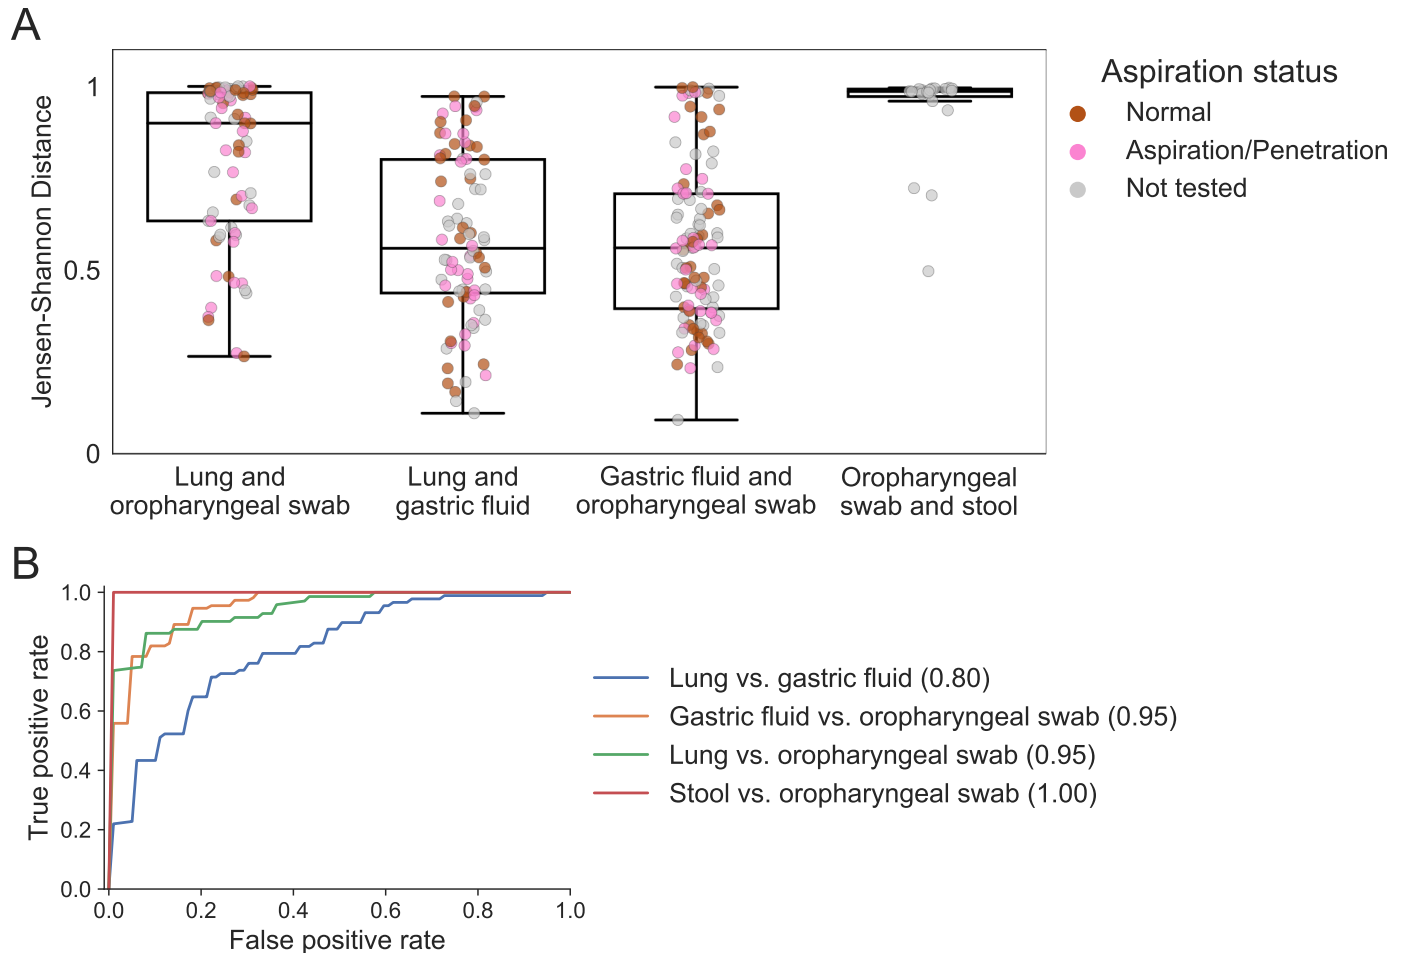 A
Jensen-Shannon Distance
1
0.5
0
Lung and
oropharyngeal swab
Lung and
gastric fluid
Gastric fluid and
oropharyngeal swab
Oropharyngeal
swab and stool
Aspiration status
Normal
Aspiration/Penetration
Not tested
B
True positive rate
1.0
0.8
0.6
0.4
0.2
0.0
0.0 0.2 0.4 0.6 0.8 1.0
False positive rate
Lung vs. gastric fluid (0.80)
Gastric fluid vs. oropharyngeal swab (0.95)
Lung vs. oropharyngeal swab (0.95)
Stool vs. oropharyngeal swab (1.00)